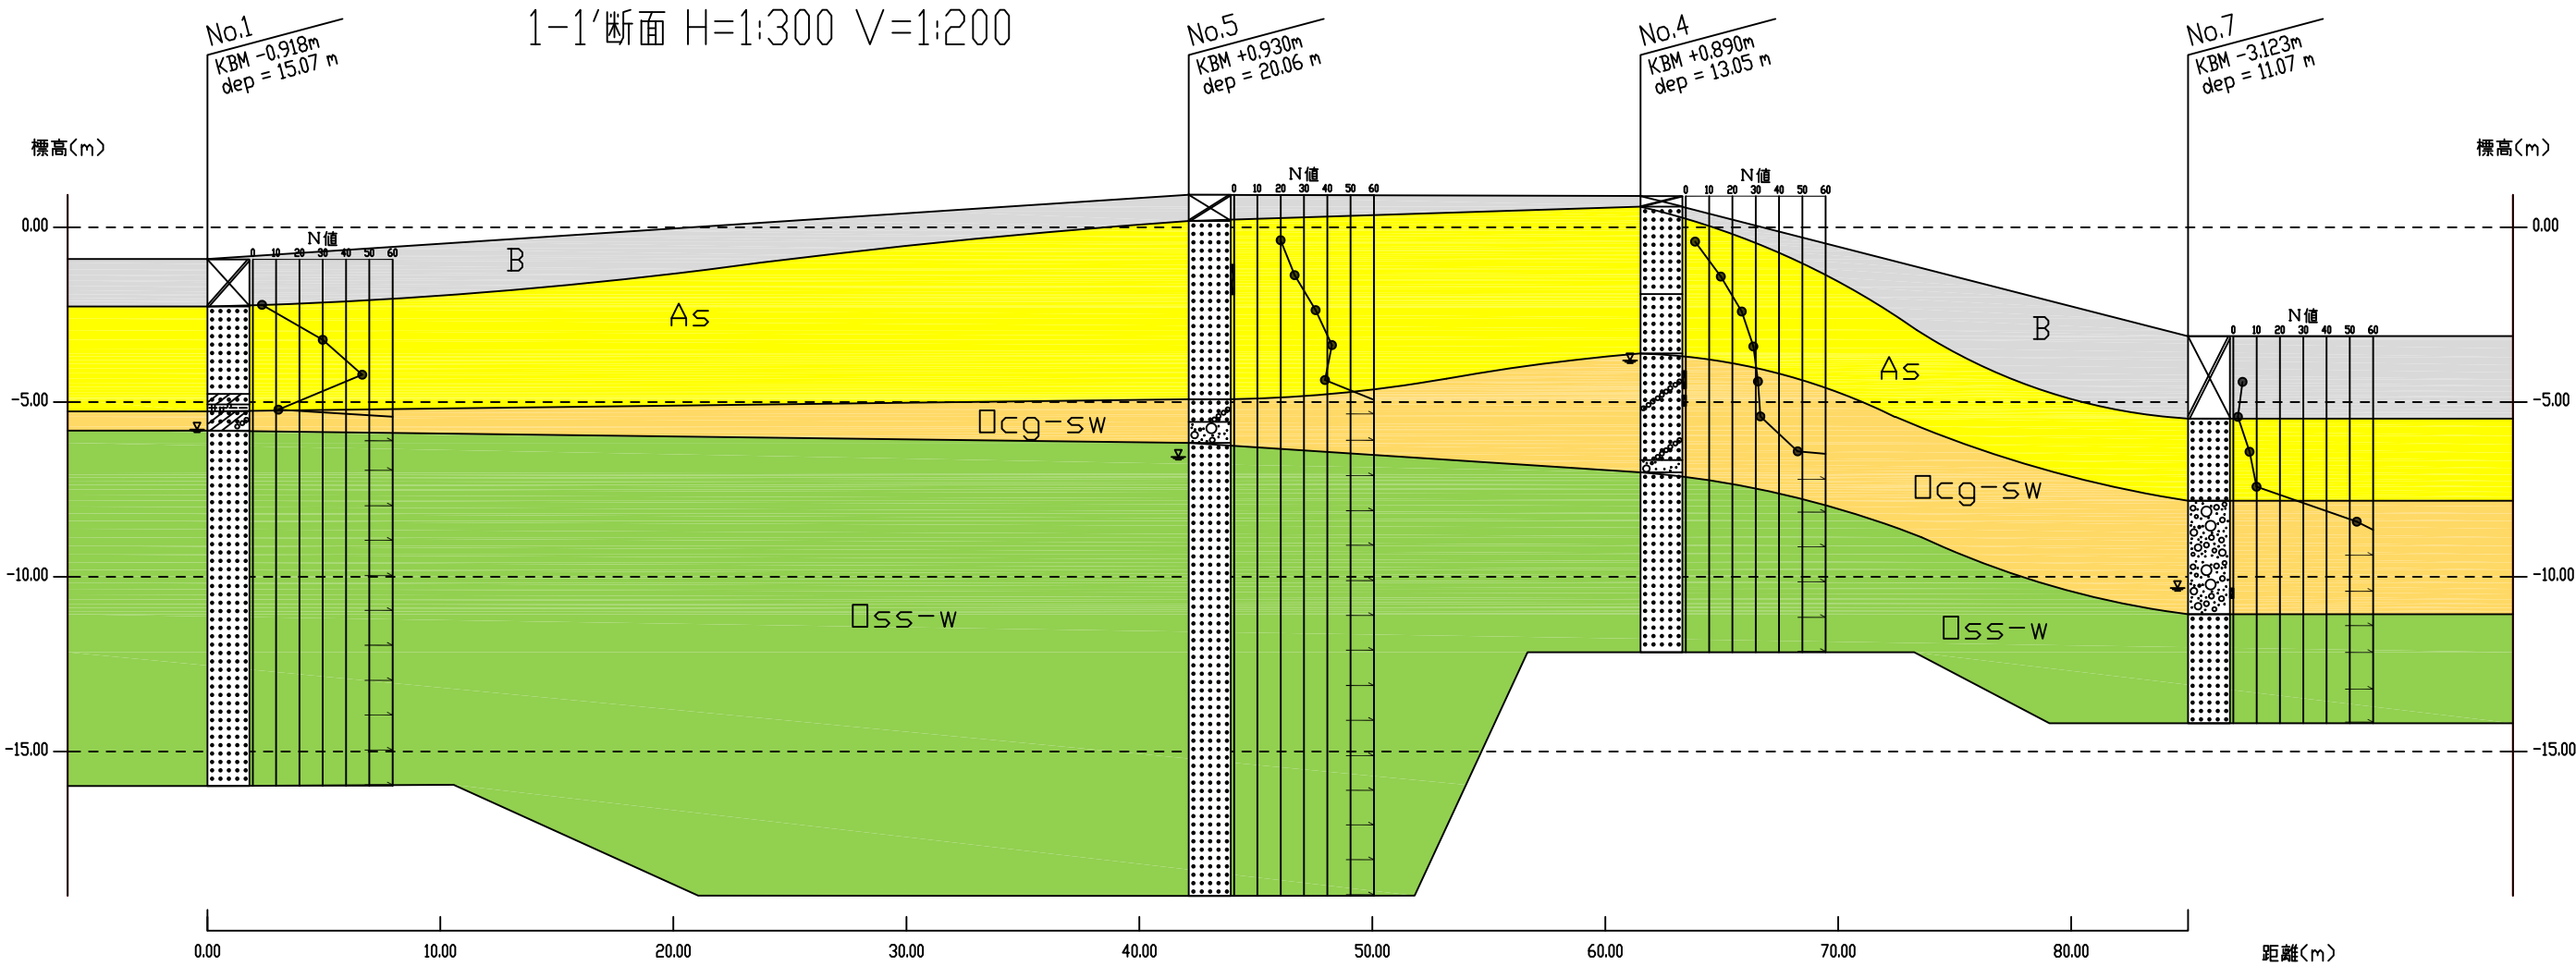 1-1′断面 H=1:300 V=1:200
No.1
KBM -0.918m
dep = 15.07 m
No.5
KBM +0.930m
dep = 20.06 m
No.4
KBM +0.890m
dep = 13.05 m
No.7
KBM -3.123m
dep = 11.07 m
標高(m)
標高(m)
N値
0 10 20 30 40 50 60
N値
0 10 20 30 40 50 60
N値
0 10 20 30 40 50 60
N値
0 10 20 30 40 50 60
0.00
-5.00
-10.00
-15.00
0.00
-5.00
-10.00
-15.00
B
As
Ocg-sw
Oss-w
B
As
Ocg-sw
Oss-w
0.00 10.00 20.00 30.00 40.00 50.00 60.00 70.00 80.00 距離(m)